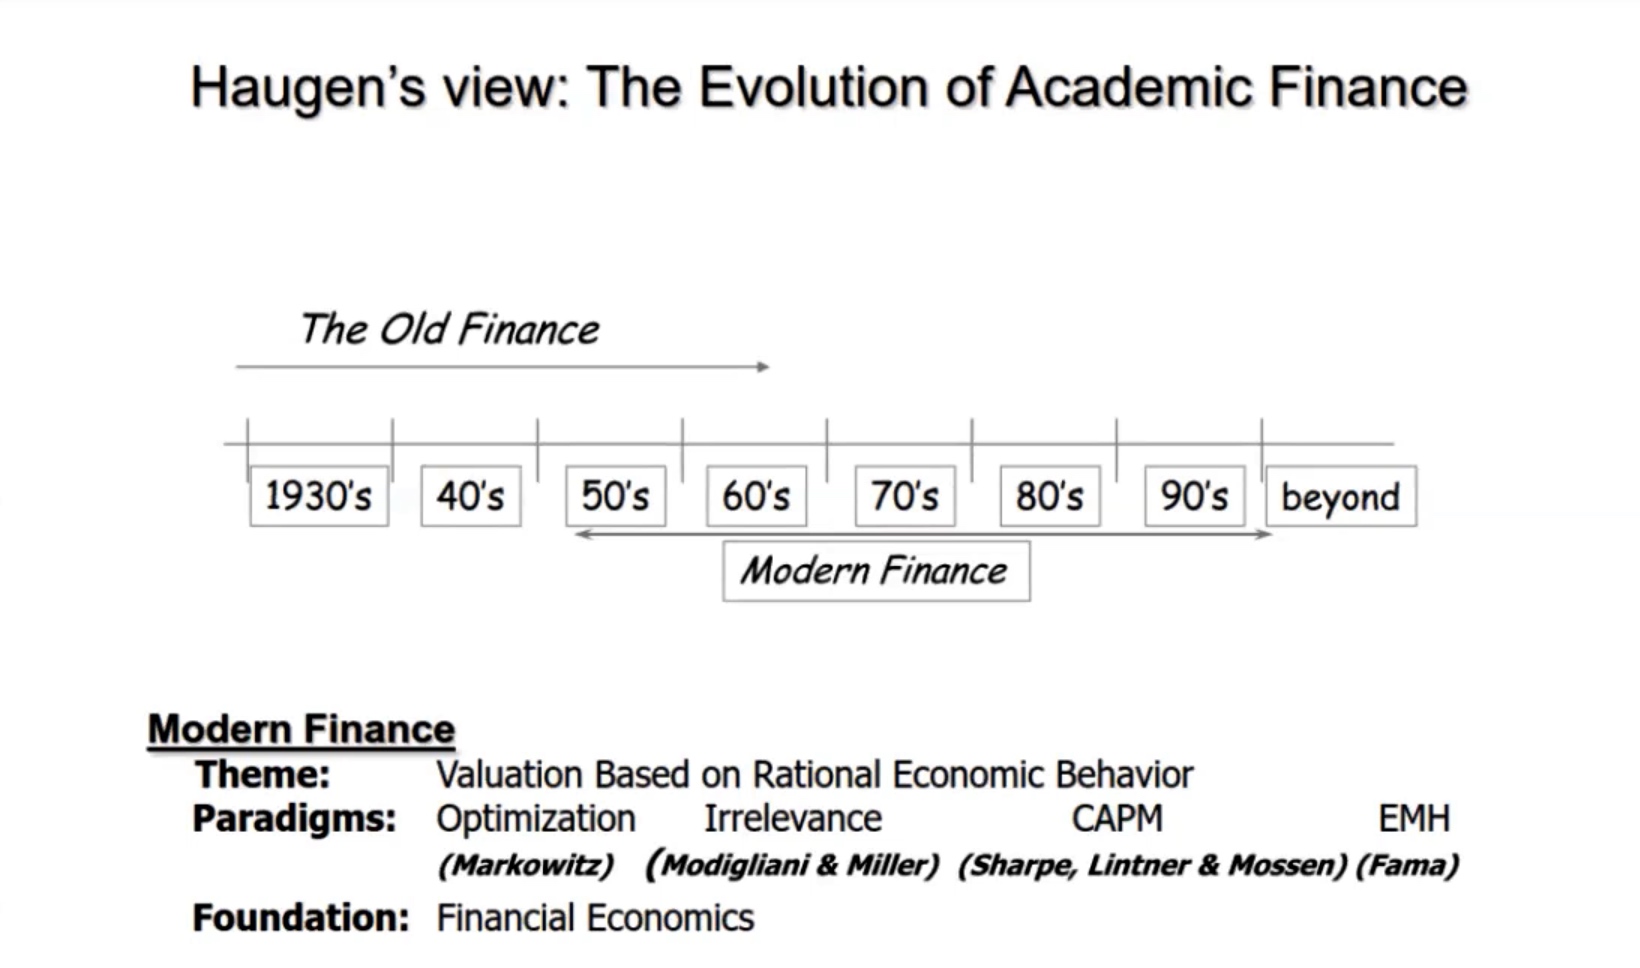 Haugen’s view: The Evolution of Academic Finance
The Old Finance
1930's 40's 50's 60's 70's 80's 90's beyond
Modern Finance
Modern Finance
Theme: Valuation Based on Rational Economic Behavior
Paradigms: Optimization Irrelevance CAPM EMH
(Markowitz) (Modigliani & Miller) (Sharpe, Lintner & Mossen) (Fama)
Foundation: Financial Economics